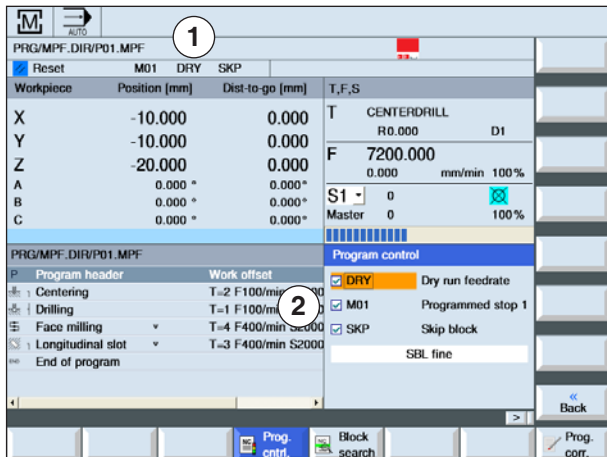 M
AUTO
1
PRG/MPF.DIR/P01.MPF
Reset M01 DRY SKP
Workpiece Position [mm] Dist-to-go [mm]
X -10.000 0.000
Y -10.000 0.000
Z -20.000 0.000
A 0.000 ° 0.000°
B 0.000 ° 0.000°
C 0.000 ° 0.000°
T,F,S
T CENTERDRILL
R0.000 D1
F 7200.000
0.000 mm/min 100%
S1 0
Master 0 100%
PRG/MPF.DIR/P01.MPF
P Program header Work offset
1 Centering T=2 F100/min
Drilling T=1 F100/min
Face milling T=4 F400/min S2000
1 Longitudinal slot T=3 F400/min S2000
END End of program
2
Program control
DRY Dry run feedrate
M01 Programmed stop 1
SKP Skip block
SBL fine
>
«
Back
NC Prog. cntrl.
NC Block search
Prog. corr.